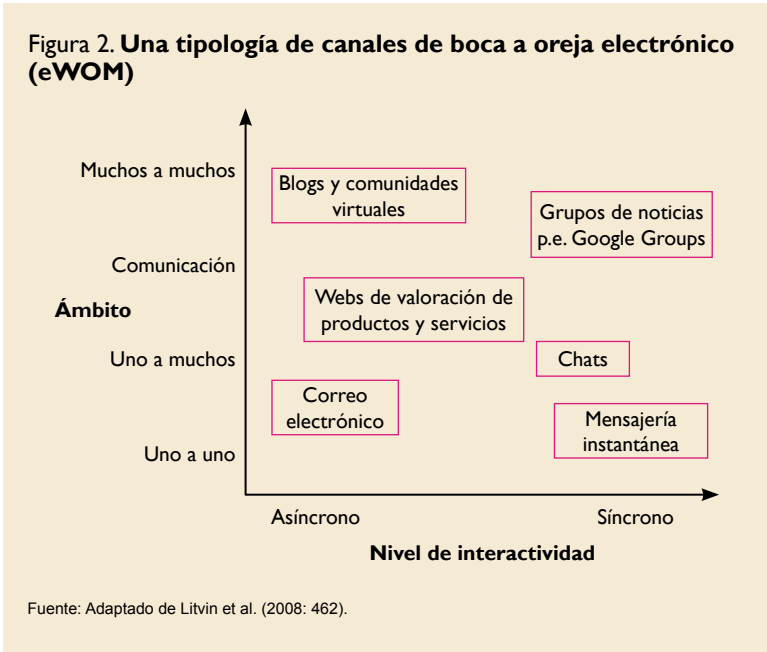 Figura 2. Una tipología de canales de boca a oreja electrónico
(eWOM)
Muchos a muchos
Blogs y comunidades
virtuales
Grupos de noticias
p.e. Google Groups
Comunicación
Webs de valoración de
productos y servicios
Ámbito
Uno a muchos
Chats
Correo
electrónico
Mensajería
instantánea
Uno a uno
Asíncrono
Síncrono
Nivel de interactividad
Fuente: Adaptado de Litvin et al. (2008: 462).